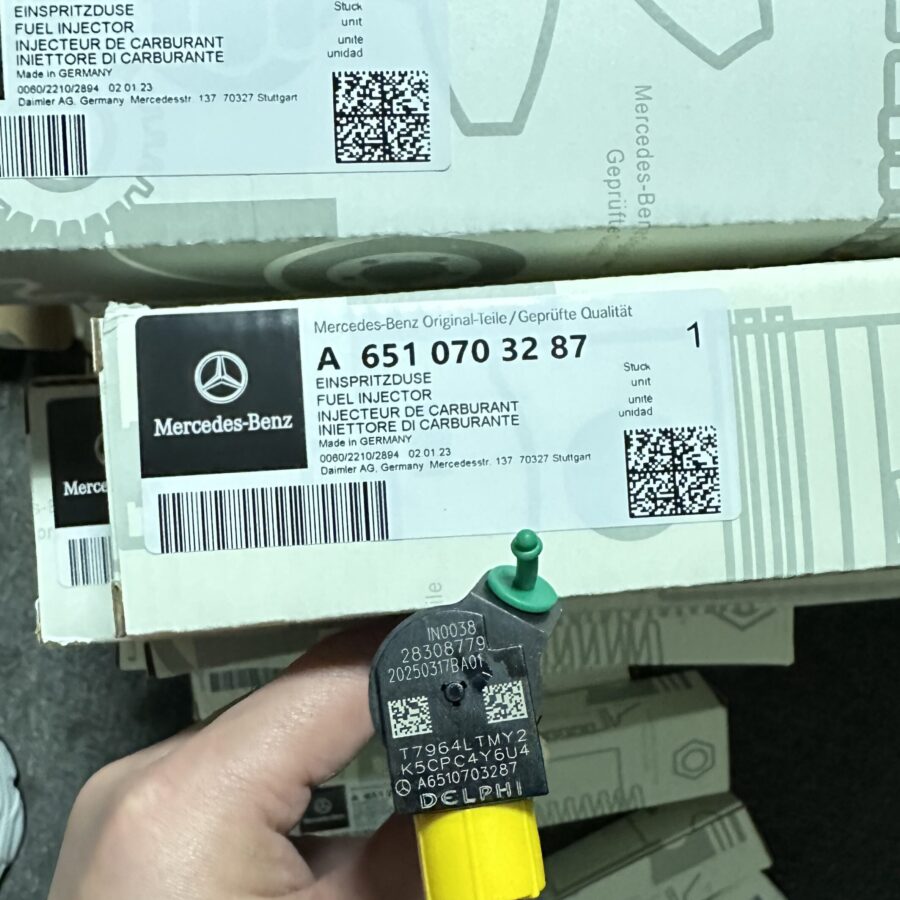 EINSPRITZDUSE
FUEL INJECTOR
INJECTEUR DE CARBURANT
INIETTORE DI CARBURANTE
Made in GERMANY
0060/2210/2894 02 01 23
Daimler AG, Germany Mercedesstr. 137 70327 Stuttgart
Stuck
unit
unite
unidad
Mercedes-Ben
Geprüfte
Mercedes-Benz Original-Teile/Geprüfte Qualität
A 651 070 32 87
1
EINSPRITZDUSE
FUEL INJECTOR
INJECTEUR DE CARBURANT
INIETTORE DI CARBURANTE
Made in GERMANY
0060/2210/2894 02 01 23
Daimler AG, Germany Mercedesstr. 137 70327 Stuttgart
Stuck
unit
unite
unidad
Mercedes-Benz
Merce
ile
IN0038
28308779
20250317BA01
T7964LTMY2
K5CPC4Y6U4
A6510703287
DELPHI